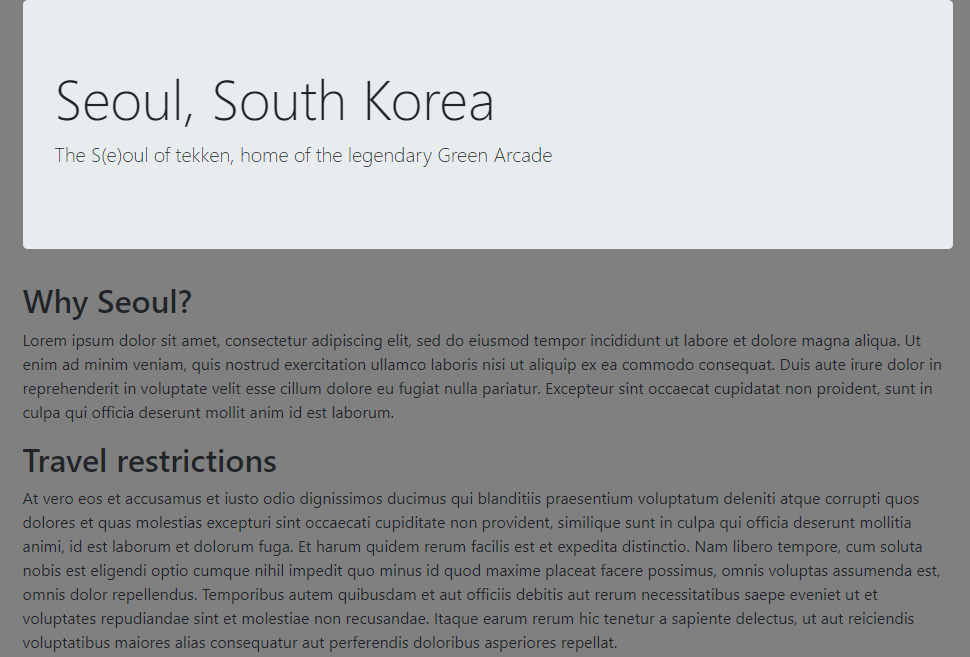 Seoul, South Korea
The S(e)oul of tekken, home of the legendary Green Arcade
Why Seoul?
Lorem ipsum dolor sit amet, consectetur adipiscing elit, sed do eiusmod tempor incididunt ut labore et dolore magna aliqua. Ut
enim ad minim veniam, quis nostrud exercitation ullamco laboris nisi ut aliquip ex ea commodo consequat. Duis aute irure dolor in
reprehenderit in voluptate velit esse cillum dolore eu fugiat nulla pariatur. Excepteur sint occaecat cupidatat non proident, sunt in
culpa qui officia deserunt mollit anim id est laborum.
Travel restrictions
At vero eos et accusamus et iusto odio dignissimos ducimus qui blanditiis praesentium voluptatum deleniti atque corrupti quos
dolores et quas molestias excepturi sint occaecati cupiditate non provident, similique sunt in culpa qui officia deserunt mollitia
animi, id est laborum et dolorum fuga. Et harum quidem rerum facilis est et expedita distinctio. Nam libero tempore, cum soluta
nobis est eligendi optio cumque nihil impedit quo minus id quod maxime placeat facere possimus, omnis voluptas assumenda est,
omnis dolor repellendus. Temporibus autem quibusdam et aut officiis debitis aut rerum necessitatibus saepe eveniet ut et
voluptates repudiandae sint et molestiae non recusandae. Itaque earum rerum hic tenetur a sapiente delectus, ut aut reiciendis
voluptatibus maiores alias consequatur aut perferendis doloribus asperiores repellat.